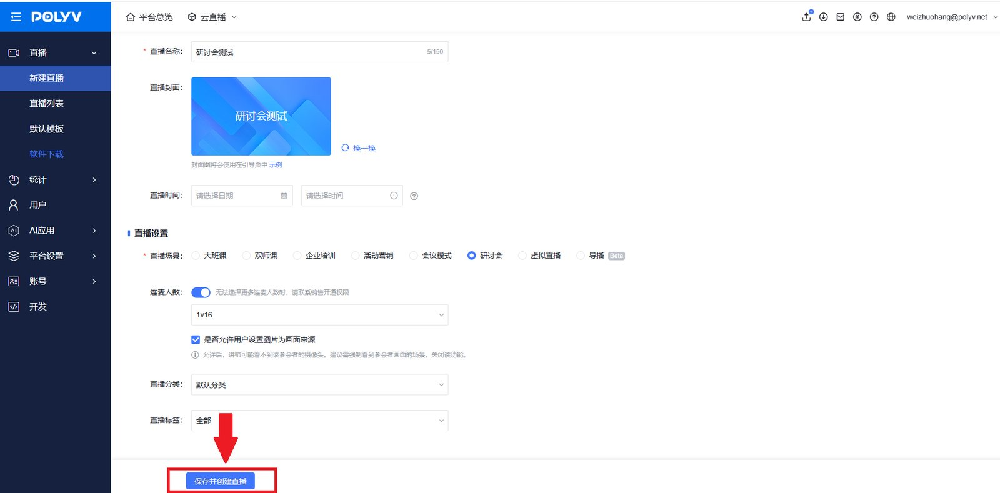 POLYV
平台总览
云直播
weizhuohang@polyv.net
直播
新建直播
直播列表
默认模板
软件下载
统计
用户
AI应用
平台设置
账号
开发
* 直播名称：
研讨会测试
5/150
直播封面：
研讨会测试
换一换
封面图将会使用在引导页中 示例
直播时间：
请选择日期
请选择时间
直播设置
* 直播场景：
大班课
双师课
企业培训
活动营销
会议模式
研讨会
虚拟直播
导播 Beta
连麦人数：
无法选择更多连麦人数时，请联系销售开通权限
1v16
是否允许用户设置图片为画面来源
允许后，讲师可能看不到该参会者的摄像头。建议需强制看到参会者画面的场景，关闭该功能。
直播分类：
默认分类
直播标签：
全部
保存并创建直播